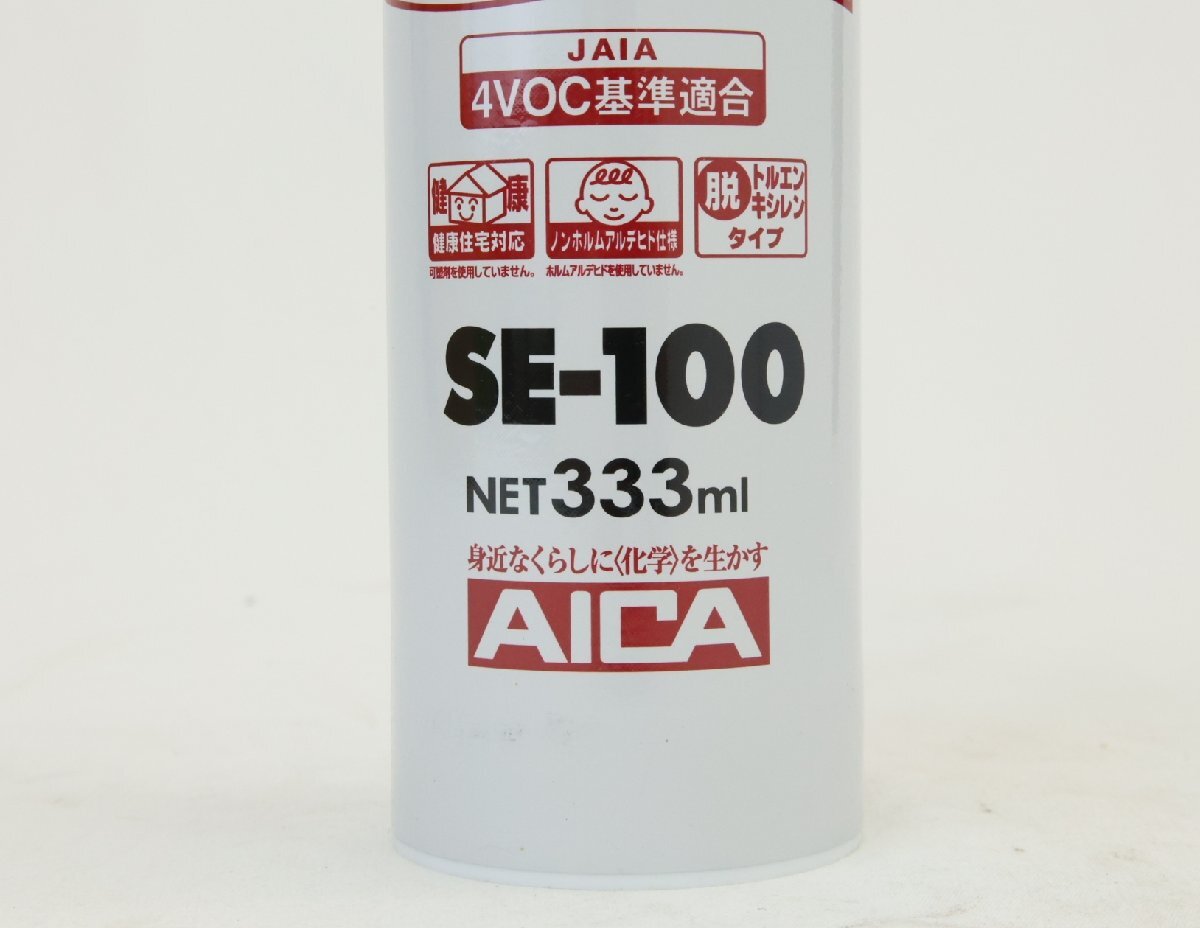 JAIA
4VOC基準適合
健 康
健康住宅対応
可塑剤を使用していません。
ノンホルムアルデヒド仕様
ホルムアルデヒドを使用していません。
脱 トルエン
キシレン
タイプ
SE-100
NET 333ml
身近なくらしに〈化学〉を生かす
AICA